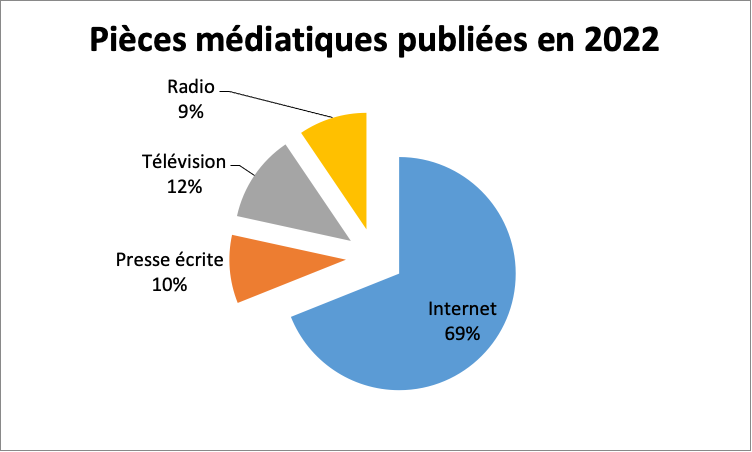 Pièces médiatiques publiées en 2022
Radio
9%
Télévision
12%
Presse écrite
10%
Internet
69%